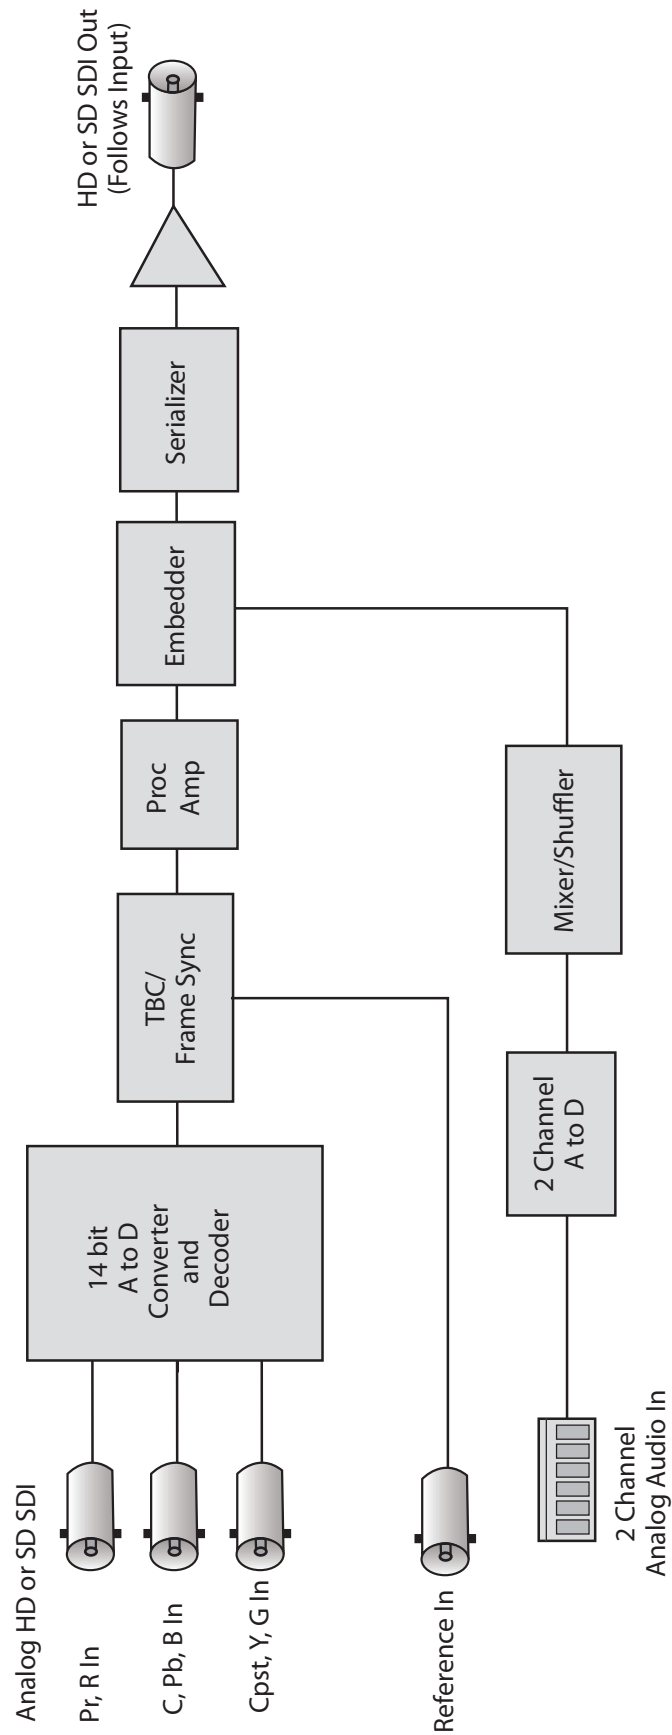 Analog HD or SD SDI
Pr, R In
C, Pb, B In
Cpst, Y, G In
Reference In
2 Channel
Analog Audio In
14 bit
A to D
Converter
and
Decoder
TBC/
Frame Sync
Proc
Amp
Embedder
Serializer
HD or SD SDI Out
(Follows Input)
2 Channel
A to D
Mixer/Shuffler